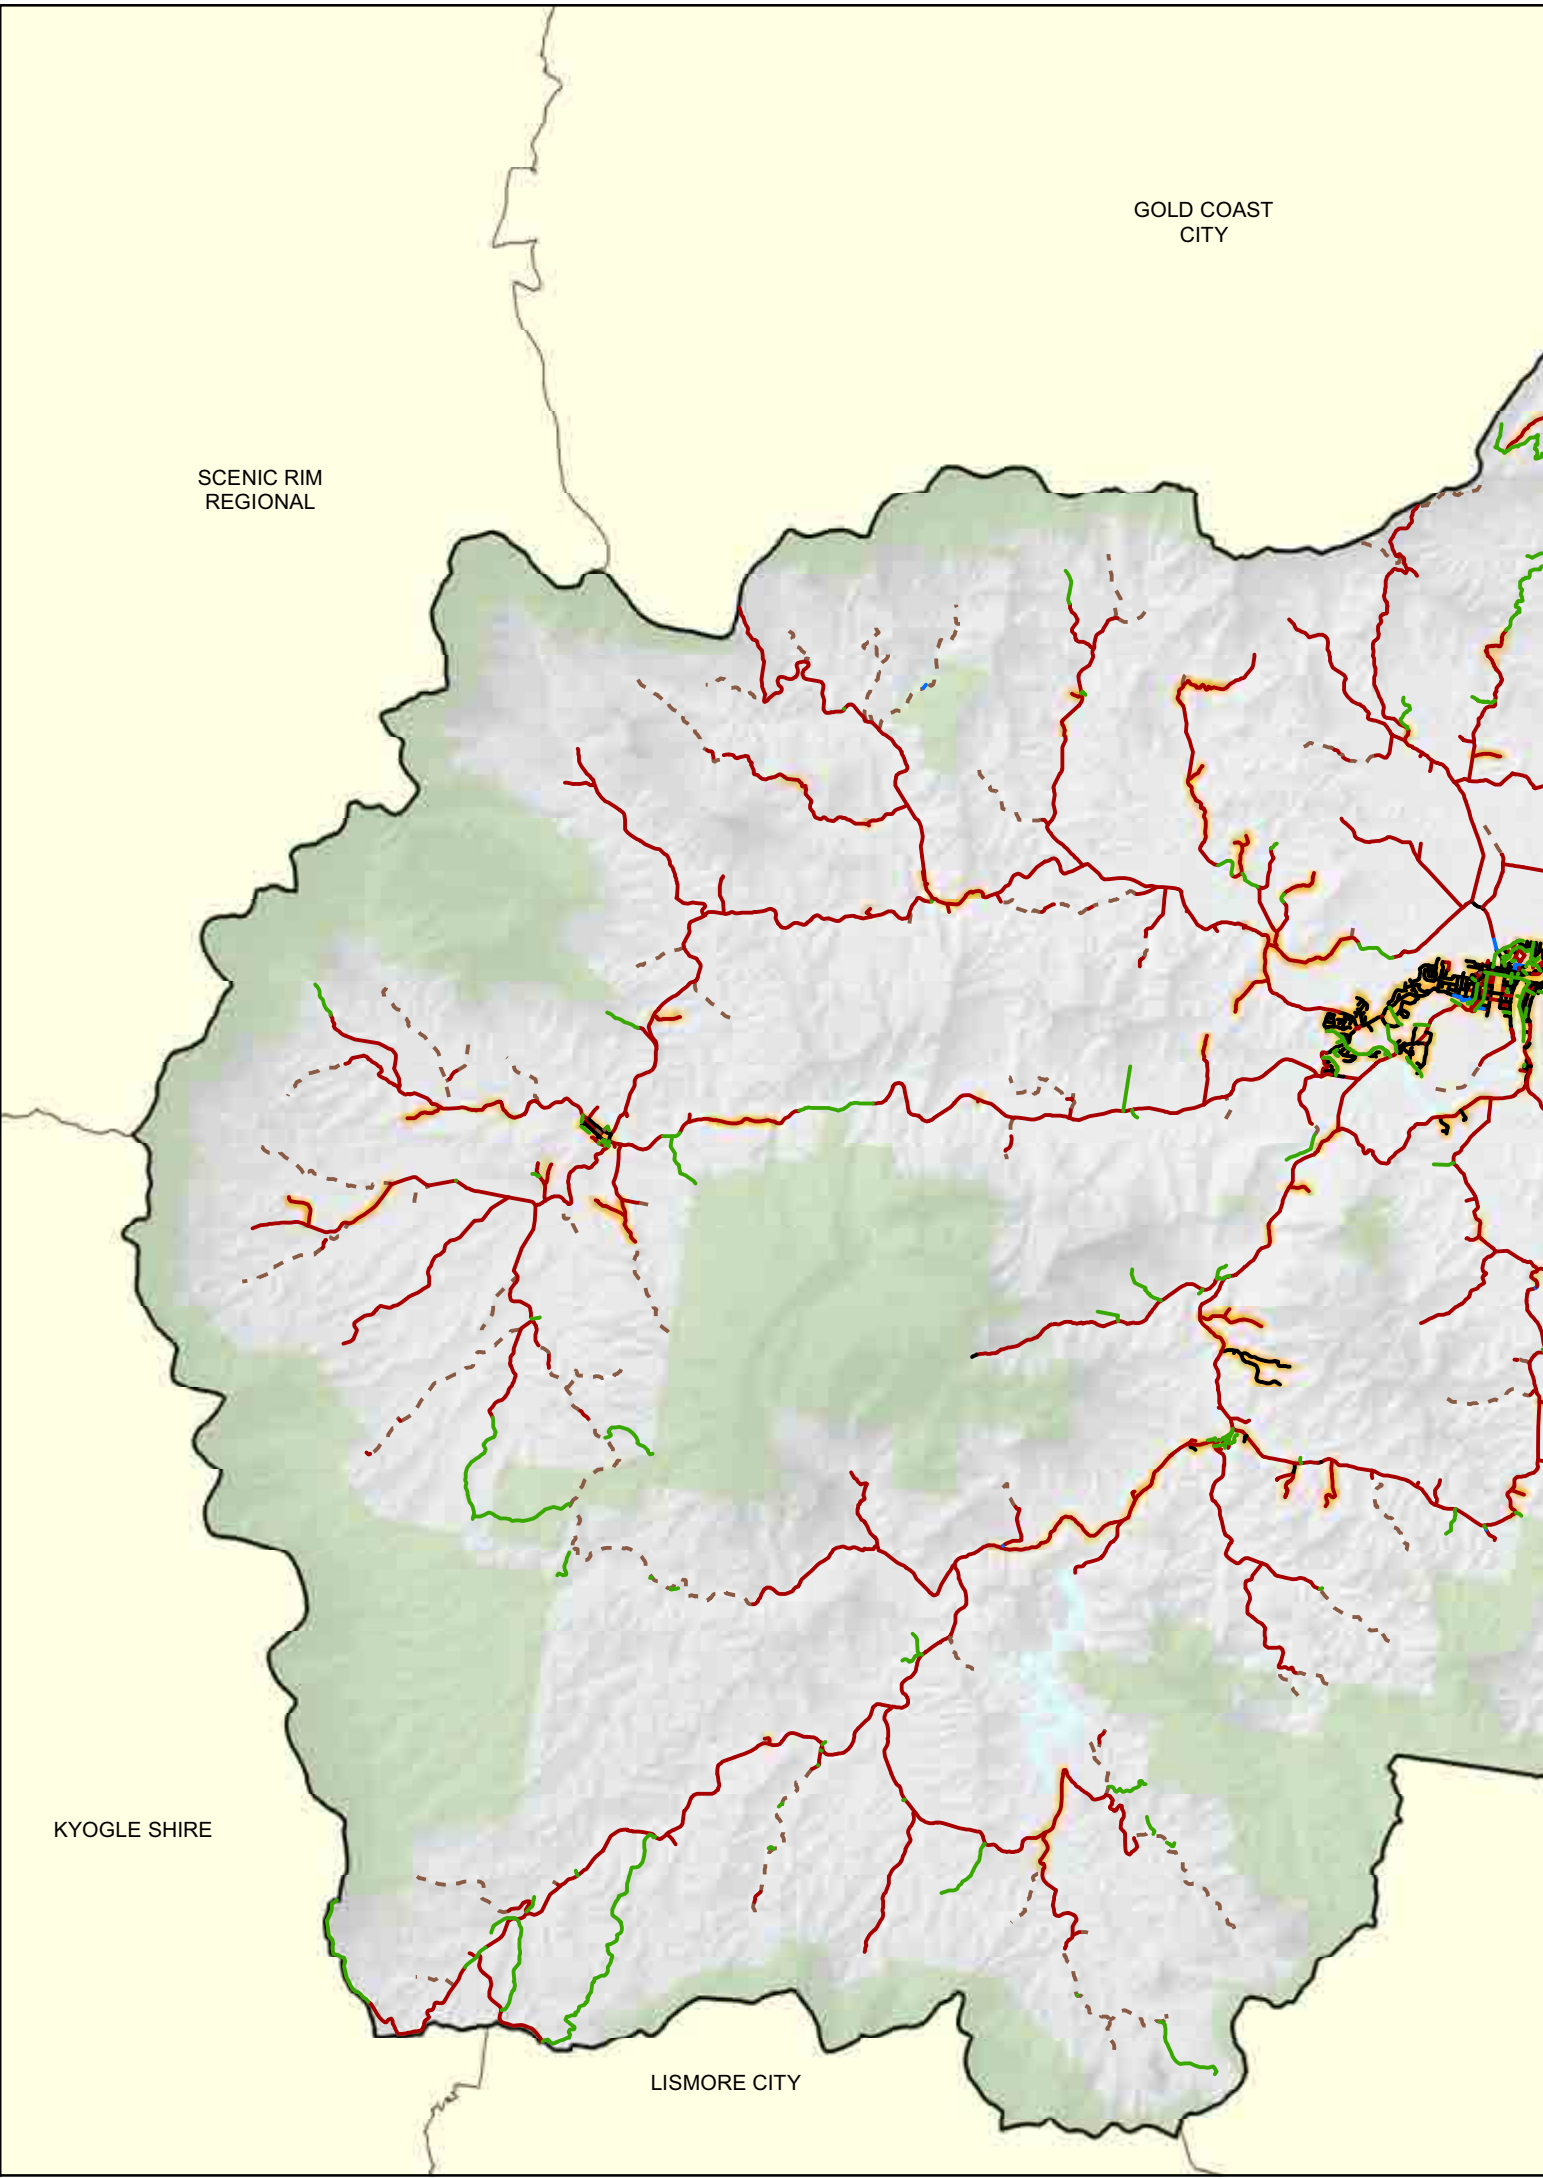 GOLD COAST
CITY
SCENIC RIM
REGIONAL
KYOGLE SHIRE
LISMORE CITY